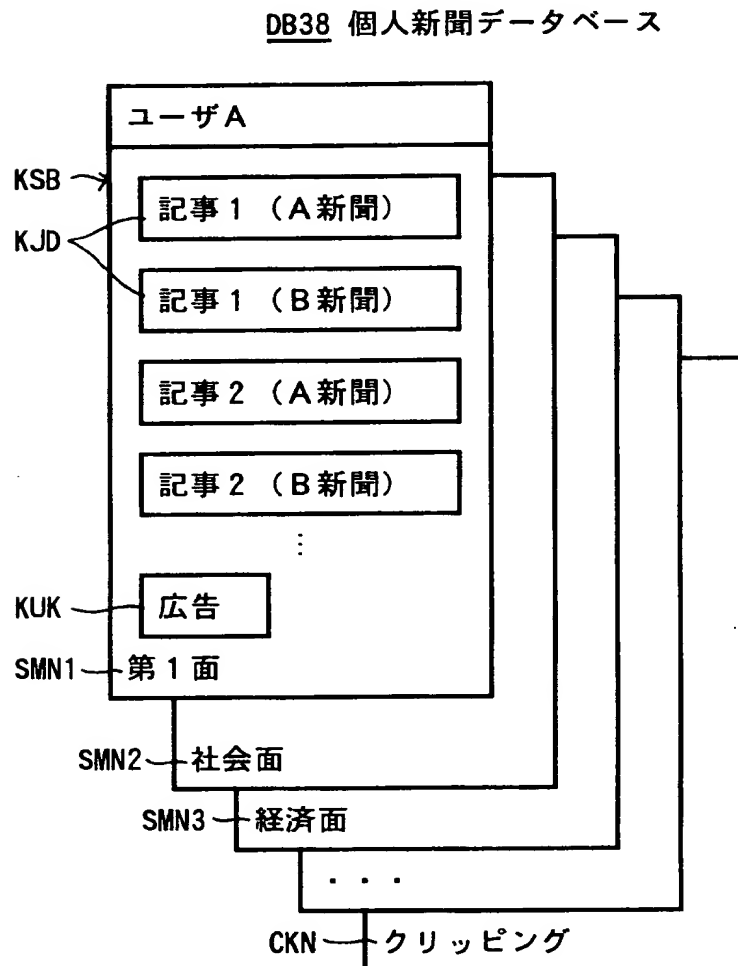 DB38 個人新聞データベース
ユーザA
KSB
記事1 (A新聞)
KJD
記事1 (B新聞)
記事2 (A新聞)
記事2 (B新聞)
⋮
KUK 広告
SMN1 第1面
SMN2 社会面
SMN3 経済面
・・・
CKN クリッピング